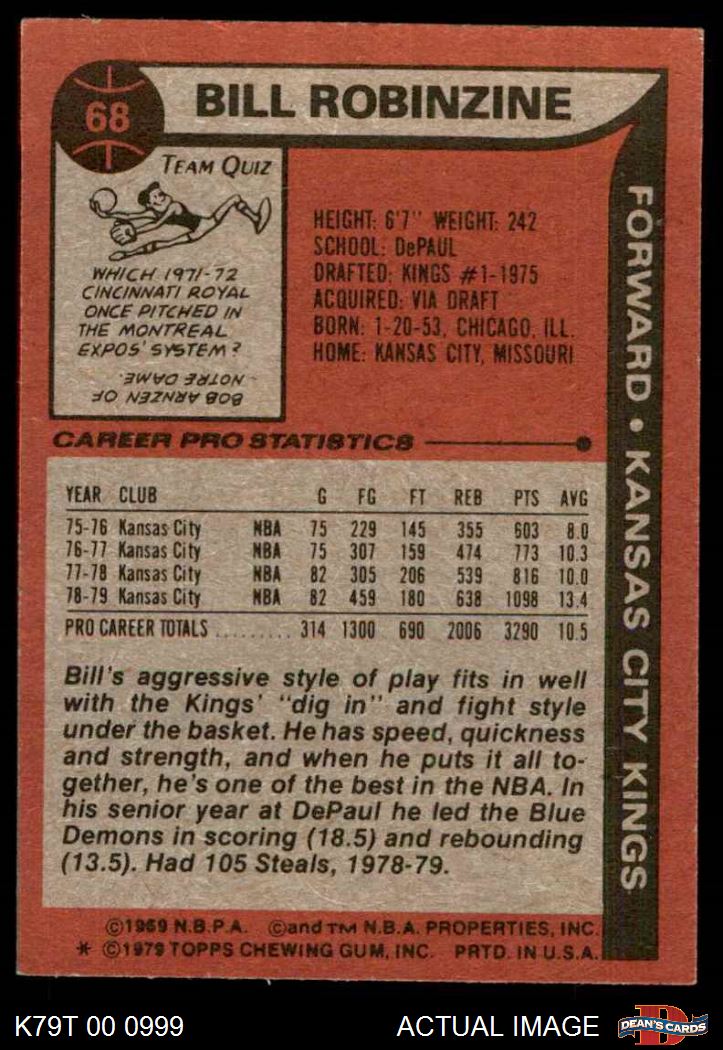 68
BILL ROBINZINE
TEAM QUIZ
WHICH 1971-72
CINCINNATI ROYAL
ONCE PITCHED IN
THE MONTREAL
EXPOS' SYSTEM?
BOB ARNZEN OF
NOTRE DAME.
HEIGHT: 6'7" WEIGHT: 242
SCHOOL: DePAUL
DRAFTED: KINGS #1-1975
ACQUIRED: VIA DRAFT
BORN: 1-20-53, CHICAGO, ILL.
HOME: KANSAS CITY, MISSOURI
FORWARD • KANSAS CITY KINGS
CAREER PRO STATISTICS
YEAR CLUB G FG FT REB PTS AVG
75-76 Kansas City NBA 75 229 145 355 603 8.0
76-77 Kansas City NBA 75 307 159 474 773 10.3
77-78 Kansas City NBA 82 305 206 539 816 10.0
78-79 Kansas City NBA 82 459 180 638 1098 13.4
PRO CAREER TOTALS ......... 314 1300 690 2006 3290 10.5
Bill's aggressive style of play fits in well
with the Kings' "dig in" and fight style
under the basket. He has speed, quickness
and strength, and when he puts it all to-
gether, he's one of the best in the NBA. In
his senior year at DePaul he led the Blue
Demons in scoring (18.5) and rebounding
(13.5). Had 105 Steals, 1978-79.
©1969 N.B.P.A. ©and TM N.B.A. PROPERTIES, INC.
* ©1979 TOPPS CHEWING GUM, INC. PRTD. IN U.S.A.
K79T 00 0999
ACTUAL IMAGE
D
DEAN'S CARDS